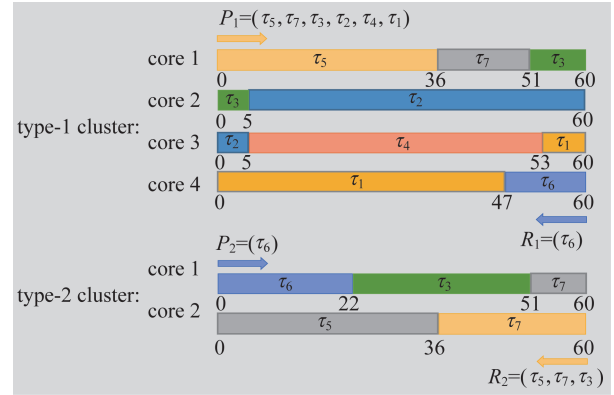 P₁=(τ₅, τ₇, τ₃, τ₂, τ₄, τ₁)
core 1 τ₅ τ₇ τ₃
0 36 51 60
core 2 τ₃ τ₂
type-1 cluster:
0 5 60
core 3 τ₂ τ₄ τ₁
0 5 53 60
core 4 τ₁ τ₆
0 47 60
P₂=(τ₆) R₁=(τ₆)
core 1 τ₆ τ₃ τ₇
type-2 cluster:
0 22 51 60
core 2 τ₅ τ₇
0 36 60
R₂=(τ₅, τ₇, τ₃)